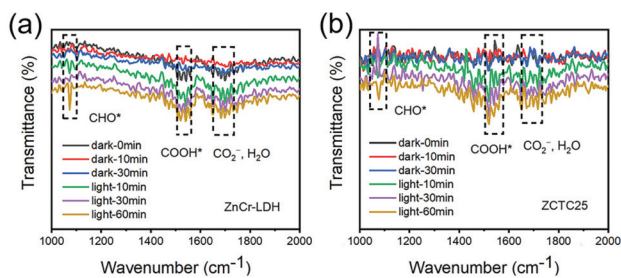 (a)
Transmittance (%)
CHO*
COOH*
CO₂⁻, H₂O
dark-0min
dark-10min
dark-30min
light-10min
light-30min
light-60min
ZnCr-LDH
1000 1200 1400 1600 1800 2000
Wavenumber (cm⁻¹)
(b)
Transmittance (%)
CHO*
COOH*
CO₂⁻, H₂O
dark-0min
dark-10min
dark-30min
light-10min
light-30min
light-60min
ZCTC25
1000 1200 1400 1600 1800 2000
Wavenumber (cm⁻¹)